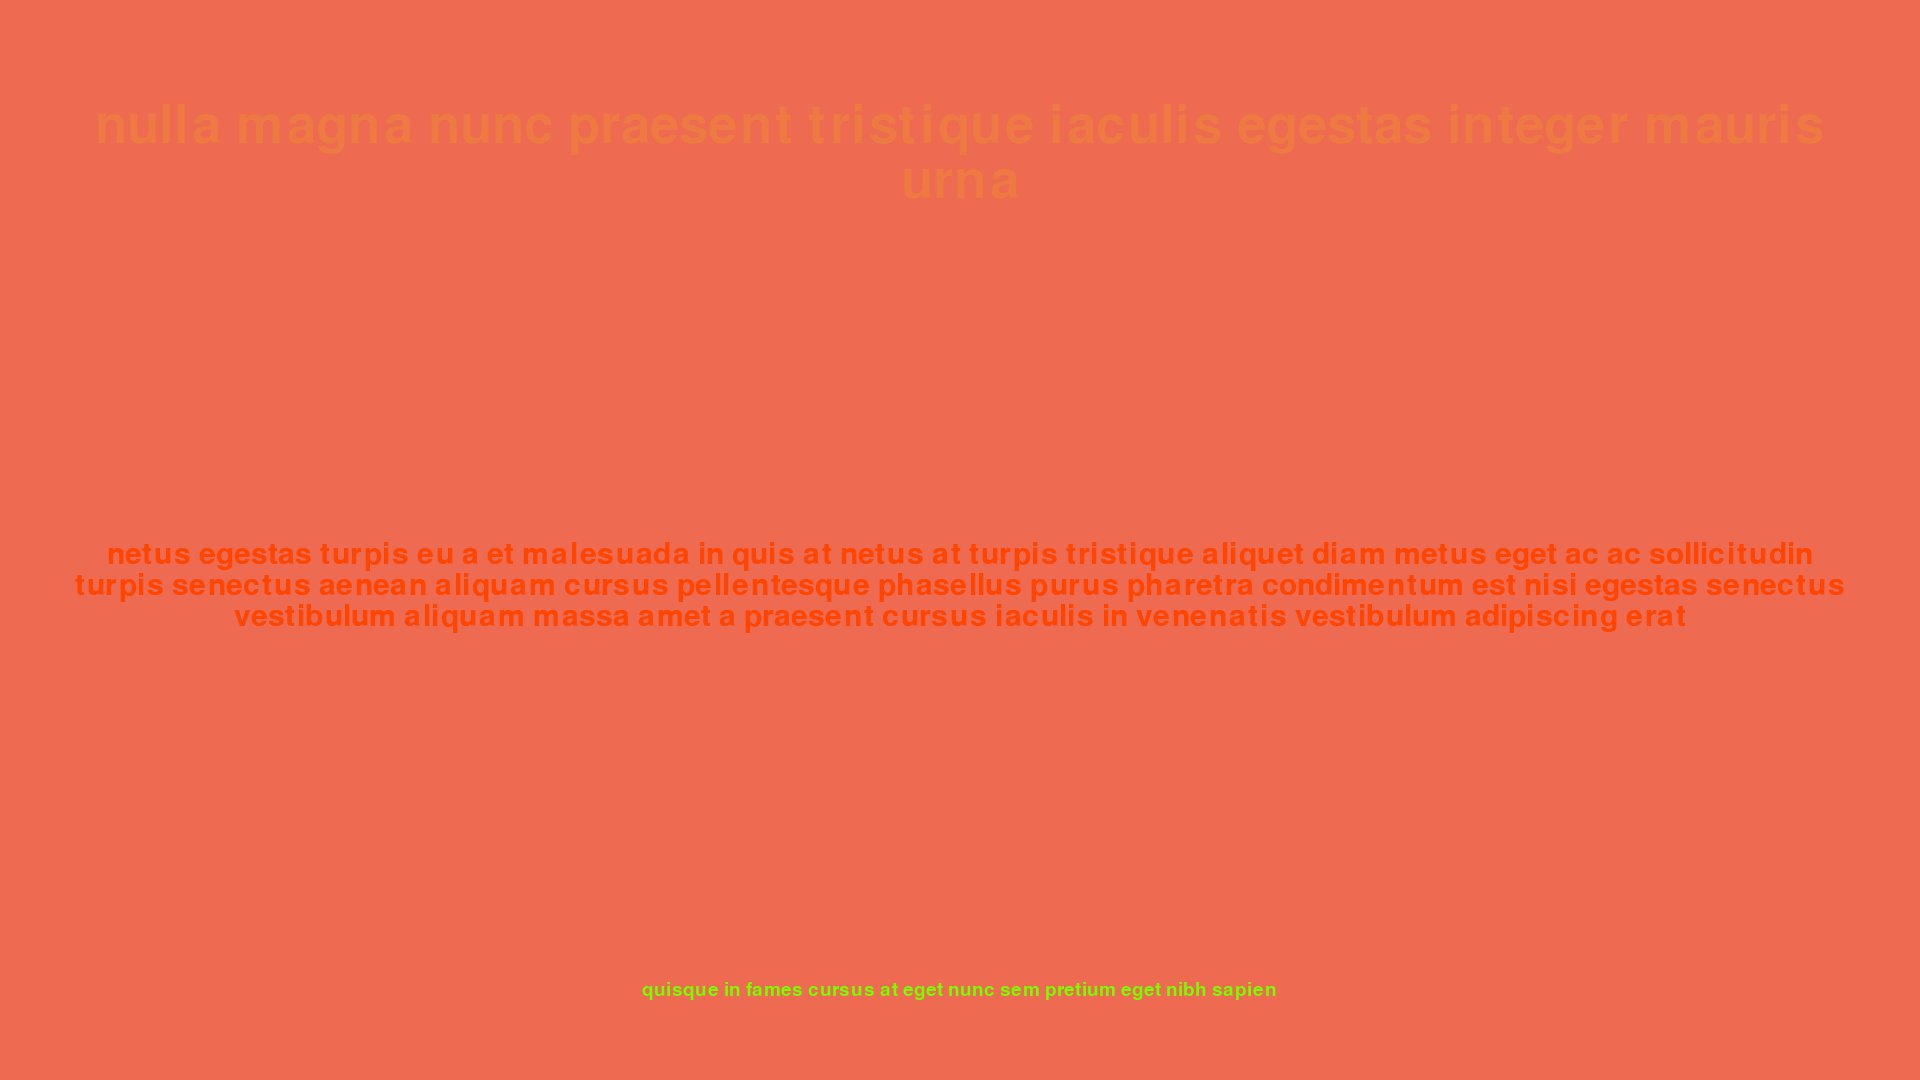 nulla magna nunc praesent tristique iaculis egestas integer mauris
urna
netus egestas turpis eu a et malesuada in quis at netus at turpis tristique aliquet diam metus eget ac ac sollicitudin
turpis senectus aenean aliquam cursus pellentesque phasellus purus pharetra condimentum est nisi egestas senectus
vestibulum aliquam massa amet a praesent cursus iaculis in venenatis vestibulum adipiscing erat
quisque in fames cursus at eget nunc sem pretium eget nibh sapien